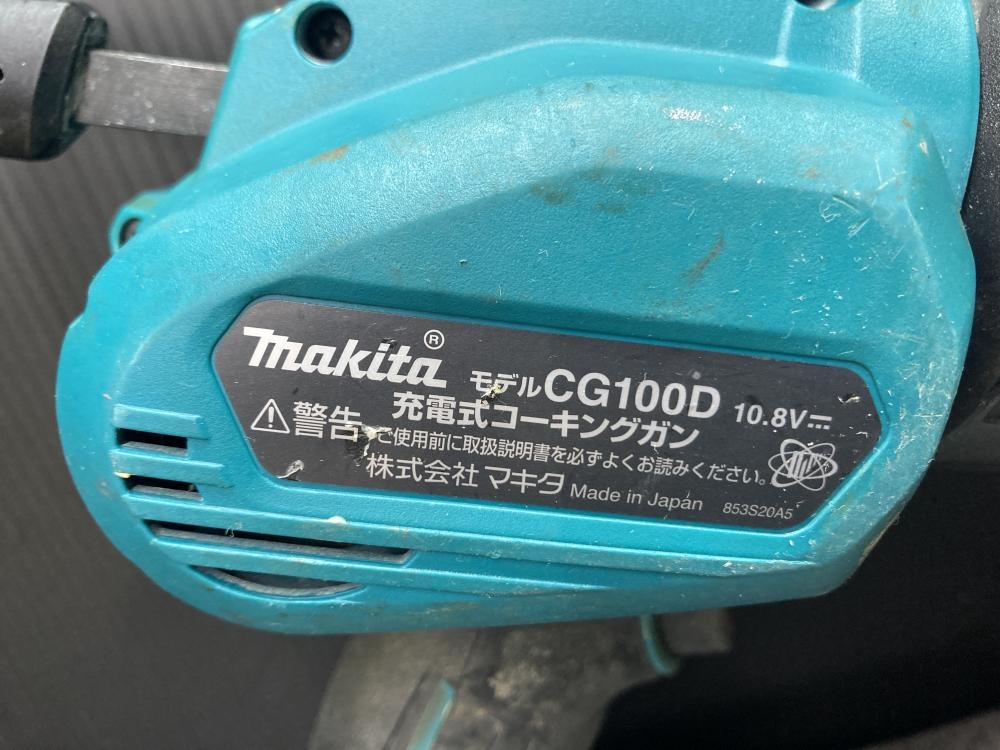 makita®
モデルCG100D 10.8V⎓
充電式コーキングガン
⚠警告 ご使用前に取扱説明書を必ずよくお読みください。
株式会社 マキタ Made in Japan 853S20A5